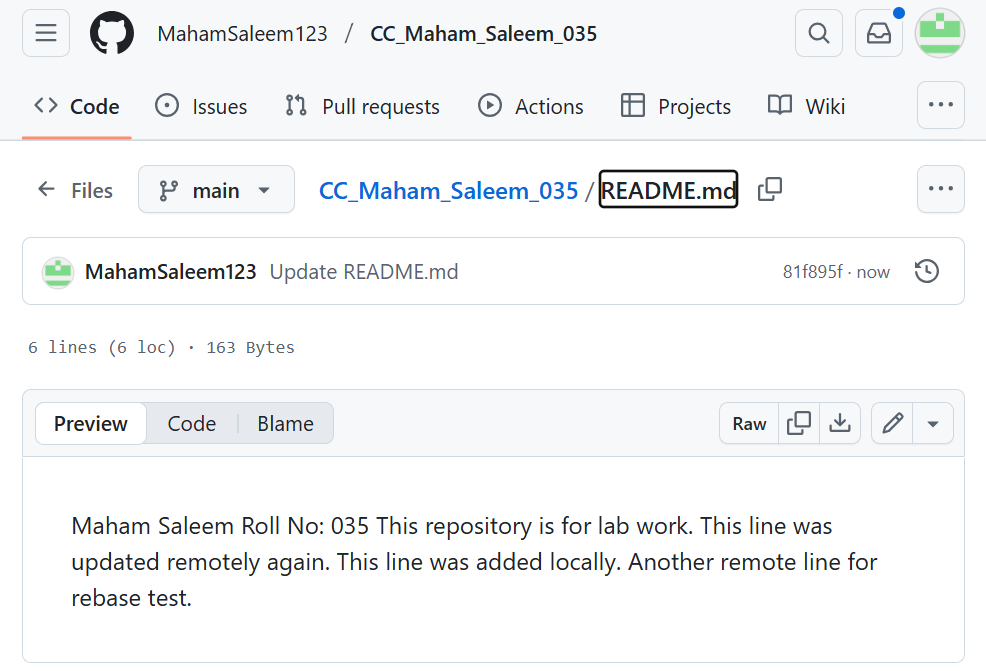 MahamSaleem123 / CC_Maham_Saleem_035
Code Issues Pull requests Actions Projects Wiki
Files main CC_Maham_Saleem_035 / README.md
MahamSaleem123 Update README.md 81f895f · now
6 lines (6 loc) · 163 Bytes
Preview Code Blame Raw
Maham Saleem Roll No: 035 This repository is for lab work. This line was
updated remotely again. This line was added locally. Another remote line for
rebase test.